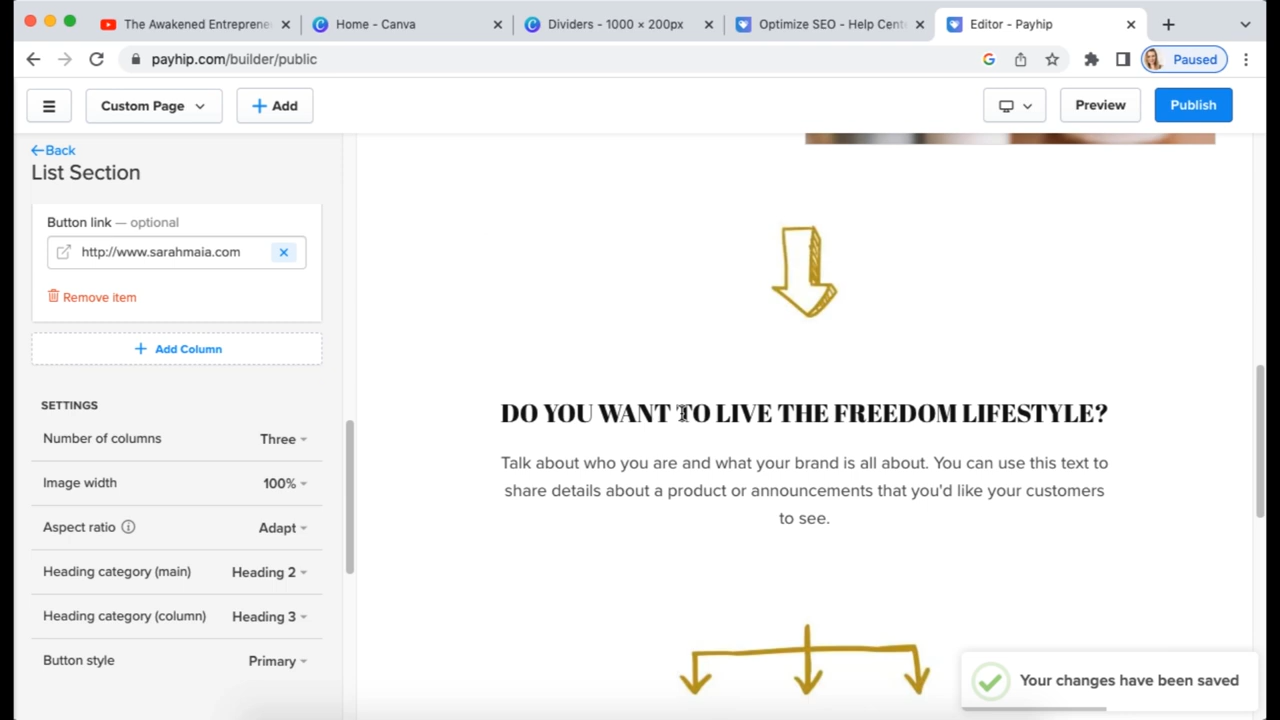 The Awakened Entreprene
Home - Canva
Dividers - 1000 × 200px
Optimize SEO - Help Cent
Editor - Payhip
payhip.com/builder/public
Paused
Custom Page
Add
Preview
Publish
Back
List Section
Button link — optional
http://www.sarahmaia.com
Remove item
Add Column
SETTINGS
Number of columns Three
Image width 100%
Aspect ratio Adapt
Heading category (main) Heading 2
Heading category (column) Heading 3
Button style Primary
DO YOU WANT TO LIVE THE FREEDOM LIFESTYLE?
Talk about who you are and what your brand is all about. You can use this text to
share details about a product or announcements that you'd like your customers
to see.
Your changes have been saved